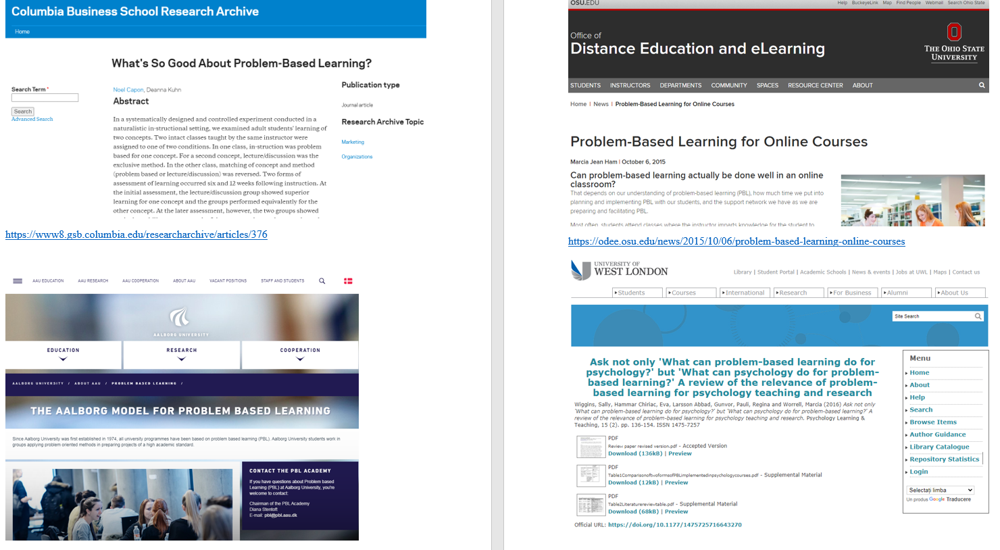 Columbia Business School Research Archive
Home
What's So Good About Problem-Based Learning?
Search Term *
Search
Advanced Search
Noel Capon, Deanna Kuhn
Abstract
In a systematically designed and controlled experiment conducted in a
naturalistic in-structional setting, we examined adult students' learning of
two concepts. Two intact classes taught by the same instructor were
assigned to one of two conditions. In one class, in-struction was problem
based for one concept. For a second concept, lecture/discussion was the
exclusive method. In the other class, matching of concept and method
(problem based or lecture/discussion) was reversed. Two forms of
assessment of learning occurred six and 12 weeks following instruction. At
the initial assessment, the lecture/discussion group showed superior
learning for one concept and the groups performed equivalently for the
other concept. At the later assessment, however, the two groups showed
Publication type
Journal article
Research Archive Topic
Marketing
Organizations
https://www8.gsb.columbia.edu/researcharchive/articles/376
AAU EDUCATION AAU RESEARCH AAU COOPERATION ABOUT AAU VACANT POSITIONS STAFF AND STUDENTS
AALBORG UNIVERSITY
EDUCATION RESEARCH COOPERATION
AALBORG UNIVERSITY / ABOUT AAU / PROBLEM BASED LEARNING /
THE AALBORG MODEL FOR PROBLEM BASED LEARNING
Since Aalborg University was first established in 1974, all university programmes have been based on problem based learning (PBL). Aalborg University students work in
groups applying problem oriented methods in preparing projects of a high academic standard.
CONTACT THE PBL ACADEMY
If you have questions about Problem based
Learning (PBL) at Aalborg University, you're
welcome to contact:
Chairman of the PBL Academy
Diana Stentoft
E-mail: pbl@pbl.aau.dk
OSU.EDU
Help BuckeyeLink Map Find People Webmail Search Ohio State
Office of
Distance Education and eLearning
THE OHIO STATE
UNIVERSITY
STUDENTS INSTRUCTORS DEPARTMENTS COMMUNITY SPACES RESOURCE CENTER ABOUT
Home | News | Problem-Based Learning for Online Courses
Problem-Based Learning for Online Courses
Marcia Jean Ham | October 6, 2015
Can problem-based learning actually be done well in an online
classroom?
That depends on our understanding of problem-based learning (PBL), how much time we put into
planning and implementing PBL with our students, and the support network we have as we are
preparing and facilitating PBL.
Most often, students attend classes where the instructor imparts knowledge for the student to
https://odee.osu.edu/news/2015/10/06/problem-based-learning-online-courses
UNIVERSITY OF
WEST LONDON
Library | Student Portal | Academic Schools | News & events | Jobs at UWL | Maps | Contact us
Students Courses International Research For Business Alumni About Us
Site Search
Ask not only 'What can problem-based learning do for
psychology?' but 'What can psychology do for problem-
based learning?' A review of the relevance of problem-
based learning for psychology teaching and research
Wiggins, Sally, Hammar Chiriac, Eva, Larsson Abbad, Gunvor, Pauli, Regina and Worrell, Marcia (2016) Ask not only
'What can problem-based learning do for psychology?' but 'What can psychology do for problem-based learning?' A
review of the relevance of problem-based learning for psychology teaching and research. Psychology Learning &
Teaching, 15 (2). pp. 136-154. ISSN 1475-7257
PDF
Review paper revised version.pdf - Accepted Version
Download (136kB) | Preview
PDF
Table1ComparisonoftwoformsofPBLimplementedinpsychologycourses.pdf - Supplemental Material
Download (12kB) | Preview
PDF
Table2Literaturereviewtable.pdf - Supplemental Material
Download (68kB) | Preview
Official URL: https://doi.org/10.1177/1475725716643270
Menu
Home
About
Help
Search
Browse Items
Author Guidance
Library Catalogue
Repository Statistics
Login
Selectați limba
Un produs Google Traducere